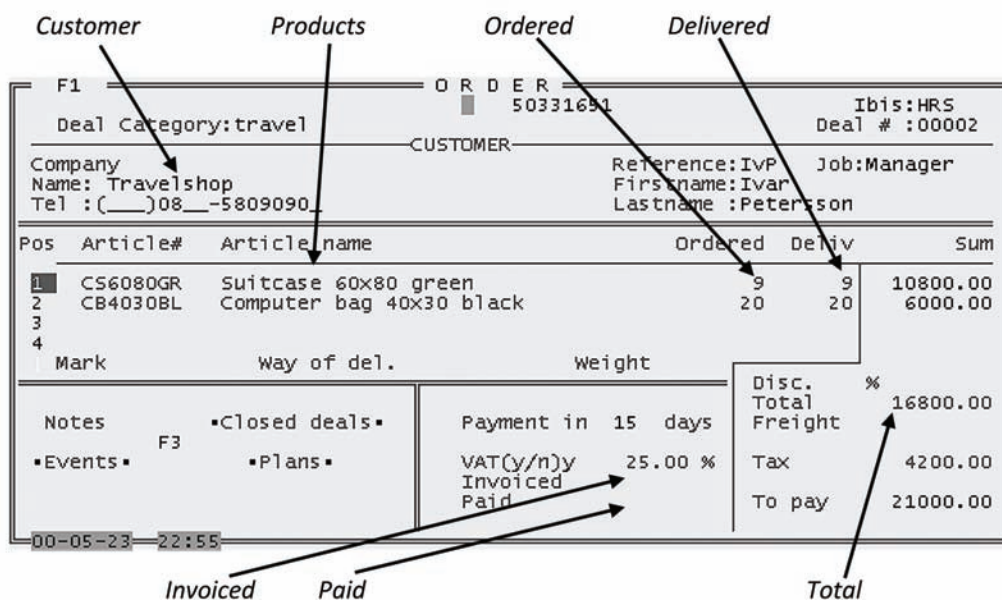 Customer Products Ordered Delivered
F1 ORDER
50331691 Ibis:HRS
Deal Category:travel Deal # :00002
CUSTOMER
Company Reference:IvP Job:Manager
Name: Travelshop Firstname:Ivar
Tel :(___)08__-5809090_ Lastname :Petersson
Pos Article# Article name Ordered Deliv Sum
1 CS6080GR Suitcase 60x80 green 9 9 10800.00
2 CB4030BL Computer bag 40x30 black 20 20 6000.00
3
4
Mark Way of del. Weight
Disc. %
Total 16800.00
Notes ▪Closed deals▪ Payment in 15 days Freight
F3
▪Events▪ ▪Plans▪ VAT(y/n)y 25.00 % Tax 4200.00
Invoiced
Paid To pay 21000.00
00-05-23 22:55
Invoiced Paid Total